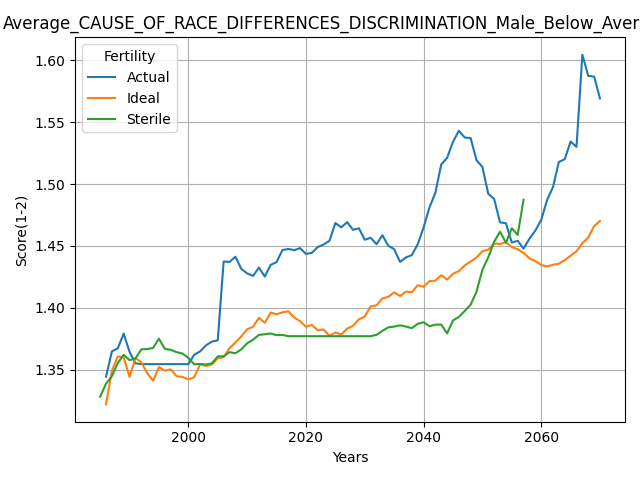 Average_CAUSE_OF_RACE_DIFFERENCES_DISCRIMINATION_Male_Below_Aver
Fertility
Actual
Ideal
Sterile
1.60
1.55
1.50
1.45
1.40
1.35
Score(1-2)
2000 2020 2040 2060
Years